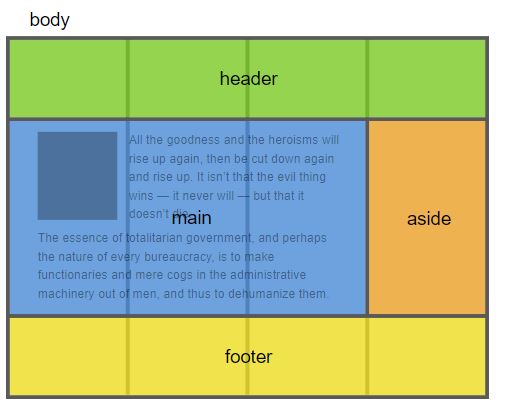 body
header
All the goodness and the heroisms will
rise up again, then be cut down again
and rise up. It isn't that the evil thing
wins — it never will — but that it
doesn't die.
main
aside
The essence of totalitarian government, and perhaps
the nature of every bureaucracy, is to make
functionaries and mere cogs in the administrative
machinery out of men, and thus to dehumanize them.
footer